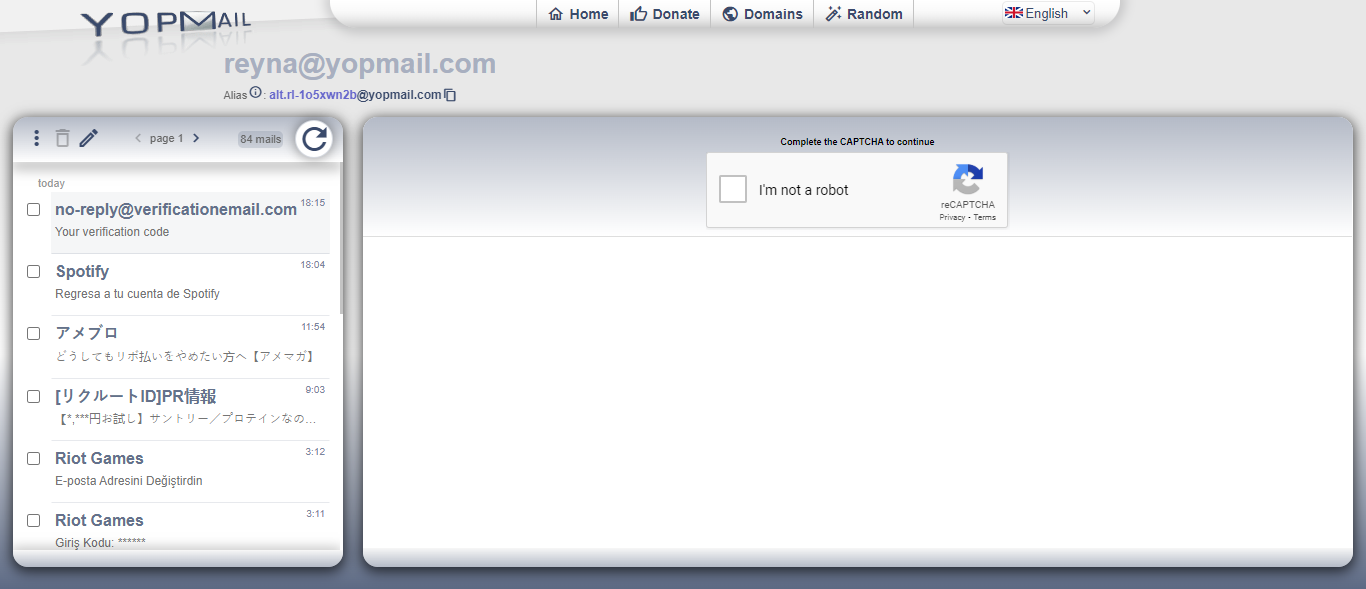 YOPMAIL
Home Donate Domains Random English
reyna@yopmail.com
Alias : alt.rl-1o5xwn2b@yopmail.com
page 1 84 mails
today
no-reply@verificationemail.com 18:15
Your verification code
Spotify 18:04
Regresa a tu cuenta de Spotify
アメブロ 11:54
どうしてもリボ払いをやめたい方へ【アメマガ】
[リクルートID]PR情報 9:03
【*,***円お試し】サントリー／プロテインなの...
Riot Games 3:12
E-posta Adresini Değiştirdin
Riot Games 3:11
Giriş Kodu: ******
Complete the CAPTCHA to continue
I'm not a robot
reCAPTCHA
Privacy - Terms